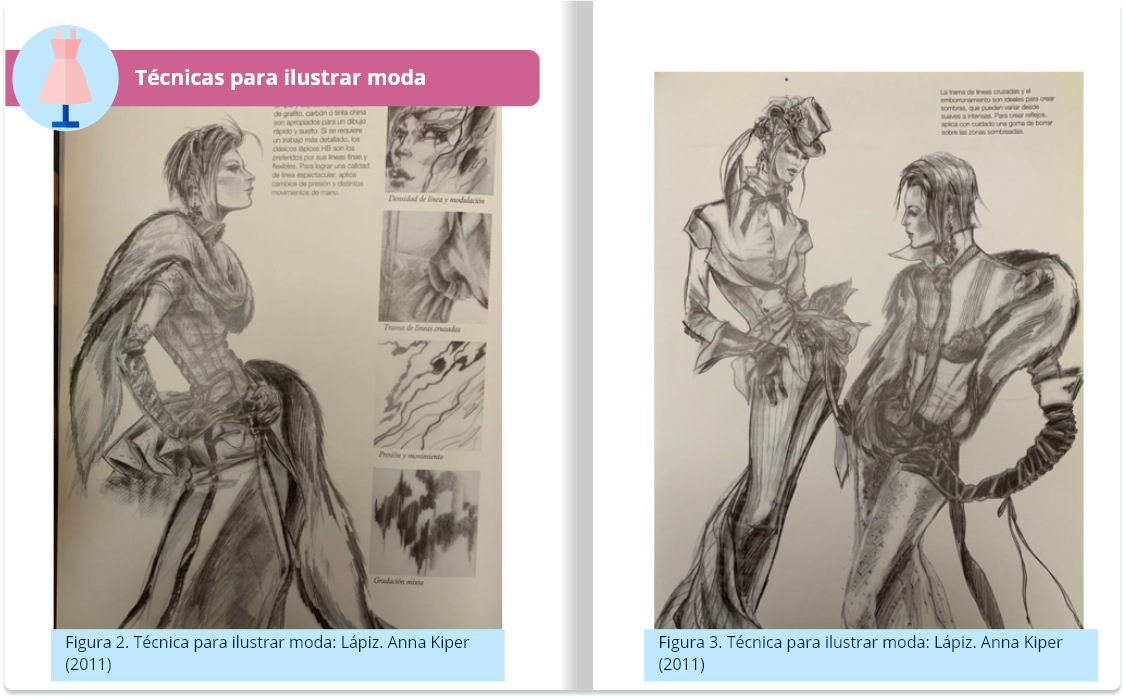 Técnicas para ilustrar moda
de grafito, carbón o tinta china
son apropiados para un dibujo
rápido y suelto. Si se requiere
un trabajo más detallado, los
clásicos lápices HB son los
preferidos por sus líneas finas y
flexibles. Para lograr una calidad
de línea espectacular, aplica
cambios de presión y distintos
movimientos de mano.
Densidad de línea y modulación
Trama de líneas cruzadas
Presión y movimiento
Gradación mixta
Figura 2. Técnica para ilustrar moda: Lápiz. Anna Kiper
(2011)
La trama de líneas cruzadas y el
emborronamiento son ideales para crear
sombras, que pueden variar desde
suaves a intensas. Para crear reflejos,
aplica con cuidado una goma de borrar
sobre las zonas sombreadas.
Figura 3. Técnica para ilustrar moda: Lápiz. Anna Kiper
(2011)